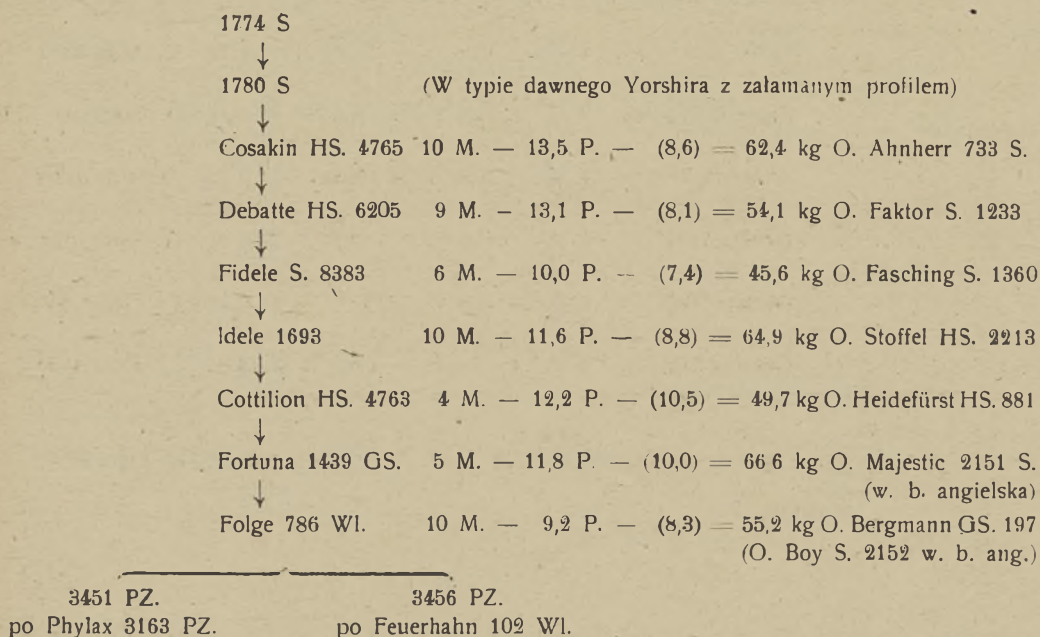 1774 S
↓
1780 S (W typie dawnego Yorshira z załamanym profilem)
↓
Cosakin HS. 4765 10 M. — 13,5 P. — (8,6) = 62,4 kg O. Ahnherr 733 S.
↓
Debatte HS. 6205 9 M. — 13,1 P. — (8,1) = 54,1 kg O. Faktor S. 1233
↓
Fidele S. 8383 6 M. — 10,0 P. -- (7,4) = 45,6 kg O. Fasching S. 1360
↓
Idele 1693 10 M. — 11,6 P. — (8,8) = 64,9 kg O. Stoffel HS. 2213
↓
Cottilion HS. 4763 4 M. — 12,2 P. — (10,5) = 49,7 kg O. Heidefürst HS. 881
↓
Fortuna 1439 GS. 5 M. — 11,8 P. — (10,0) = 66 6 kg O. Majestic 2151 S.
(w. b. angielska)
↓
Folge 786 Wl. 10 M. — 9,2 P. — (8,3) = 55,2 kg O. Bergmann GS. 197
(O. Boy S. 2152 w. b. ang.)
3451 PZ. 3456 PZ.
po Phylax 3163 PZ. po Feuerhahn 102 Wl.